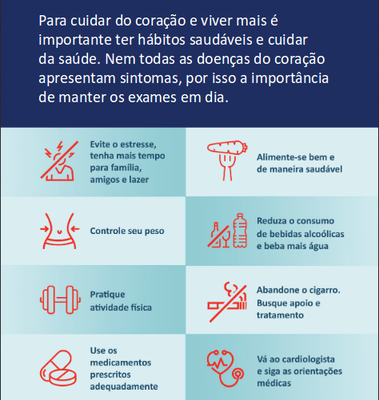 Para cuidar do coração e viver mais é
importante ter hábitos saudáveis e cuidar
da saúde. Nem todas as doenças do coração
apresentam sintomas, por isso a importância
de manter os exames em dia.
Evite o estresse,
tenha mais tempo
para família,
amigos e lazer
Alimente-se bem e
de maneira saudável
Controle seu peso
Reduza o consumo
de bebidas alcoólicas
e beba mais água
Pratique
atividade física
Abandone o cigarro.
Busque apoio e
tratamento
Use os
medicamentos
prescritos
adequadamente
Vá ao cardiologista
e siga as orientações
médicas